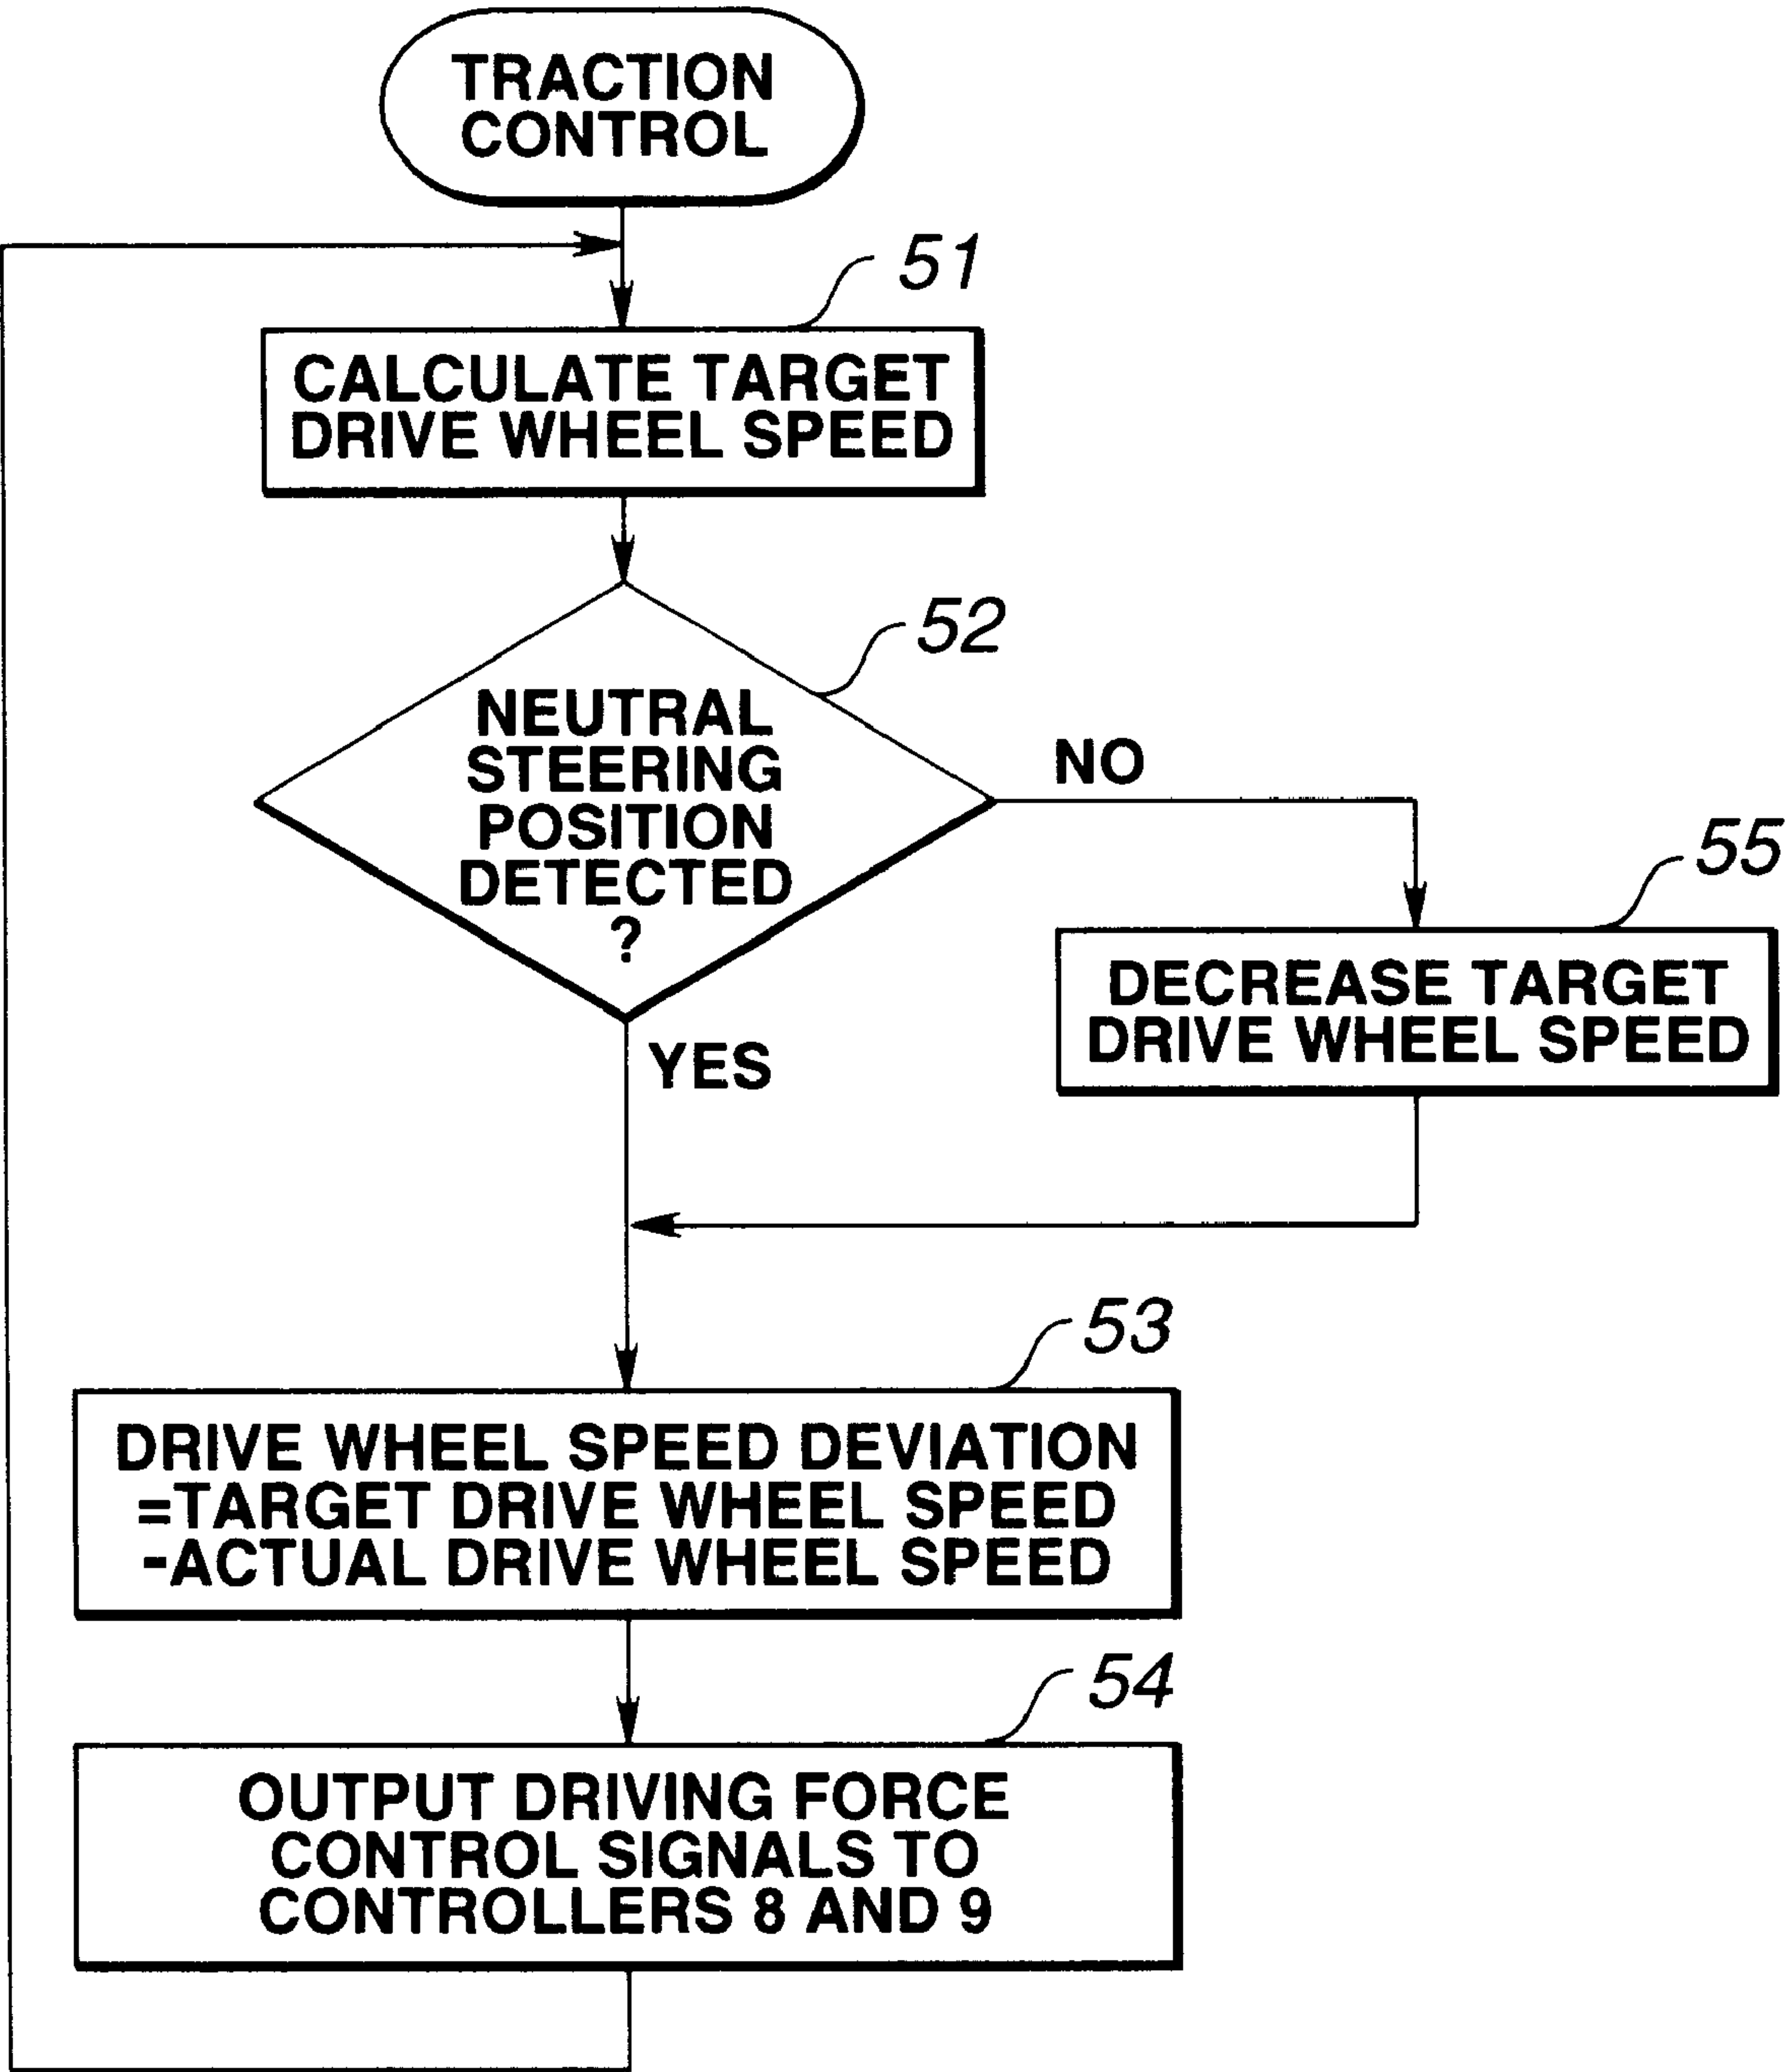 TRACTION
CONTROL
51
CALCULATE TARGET
DRIVE WHEEL SPEED
52
NEUTRAL
STEERING
POSITION
DETECTED
?
NO
YES
55
DECREASE TARGET
DRIVE WHEEL SPEED
53
DRIVE WHEEL SPEED DEVIATION
=TARGET DRIVE WHEEL SPEED
-ACTUAL DRIVE WHEEL SPEED
54
OUTPUT DRIVING FORCE
CONTROL SIGNALS TO
CONTROLLERS 8 AND 9